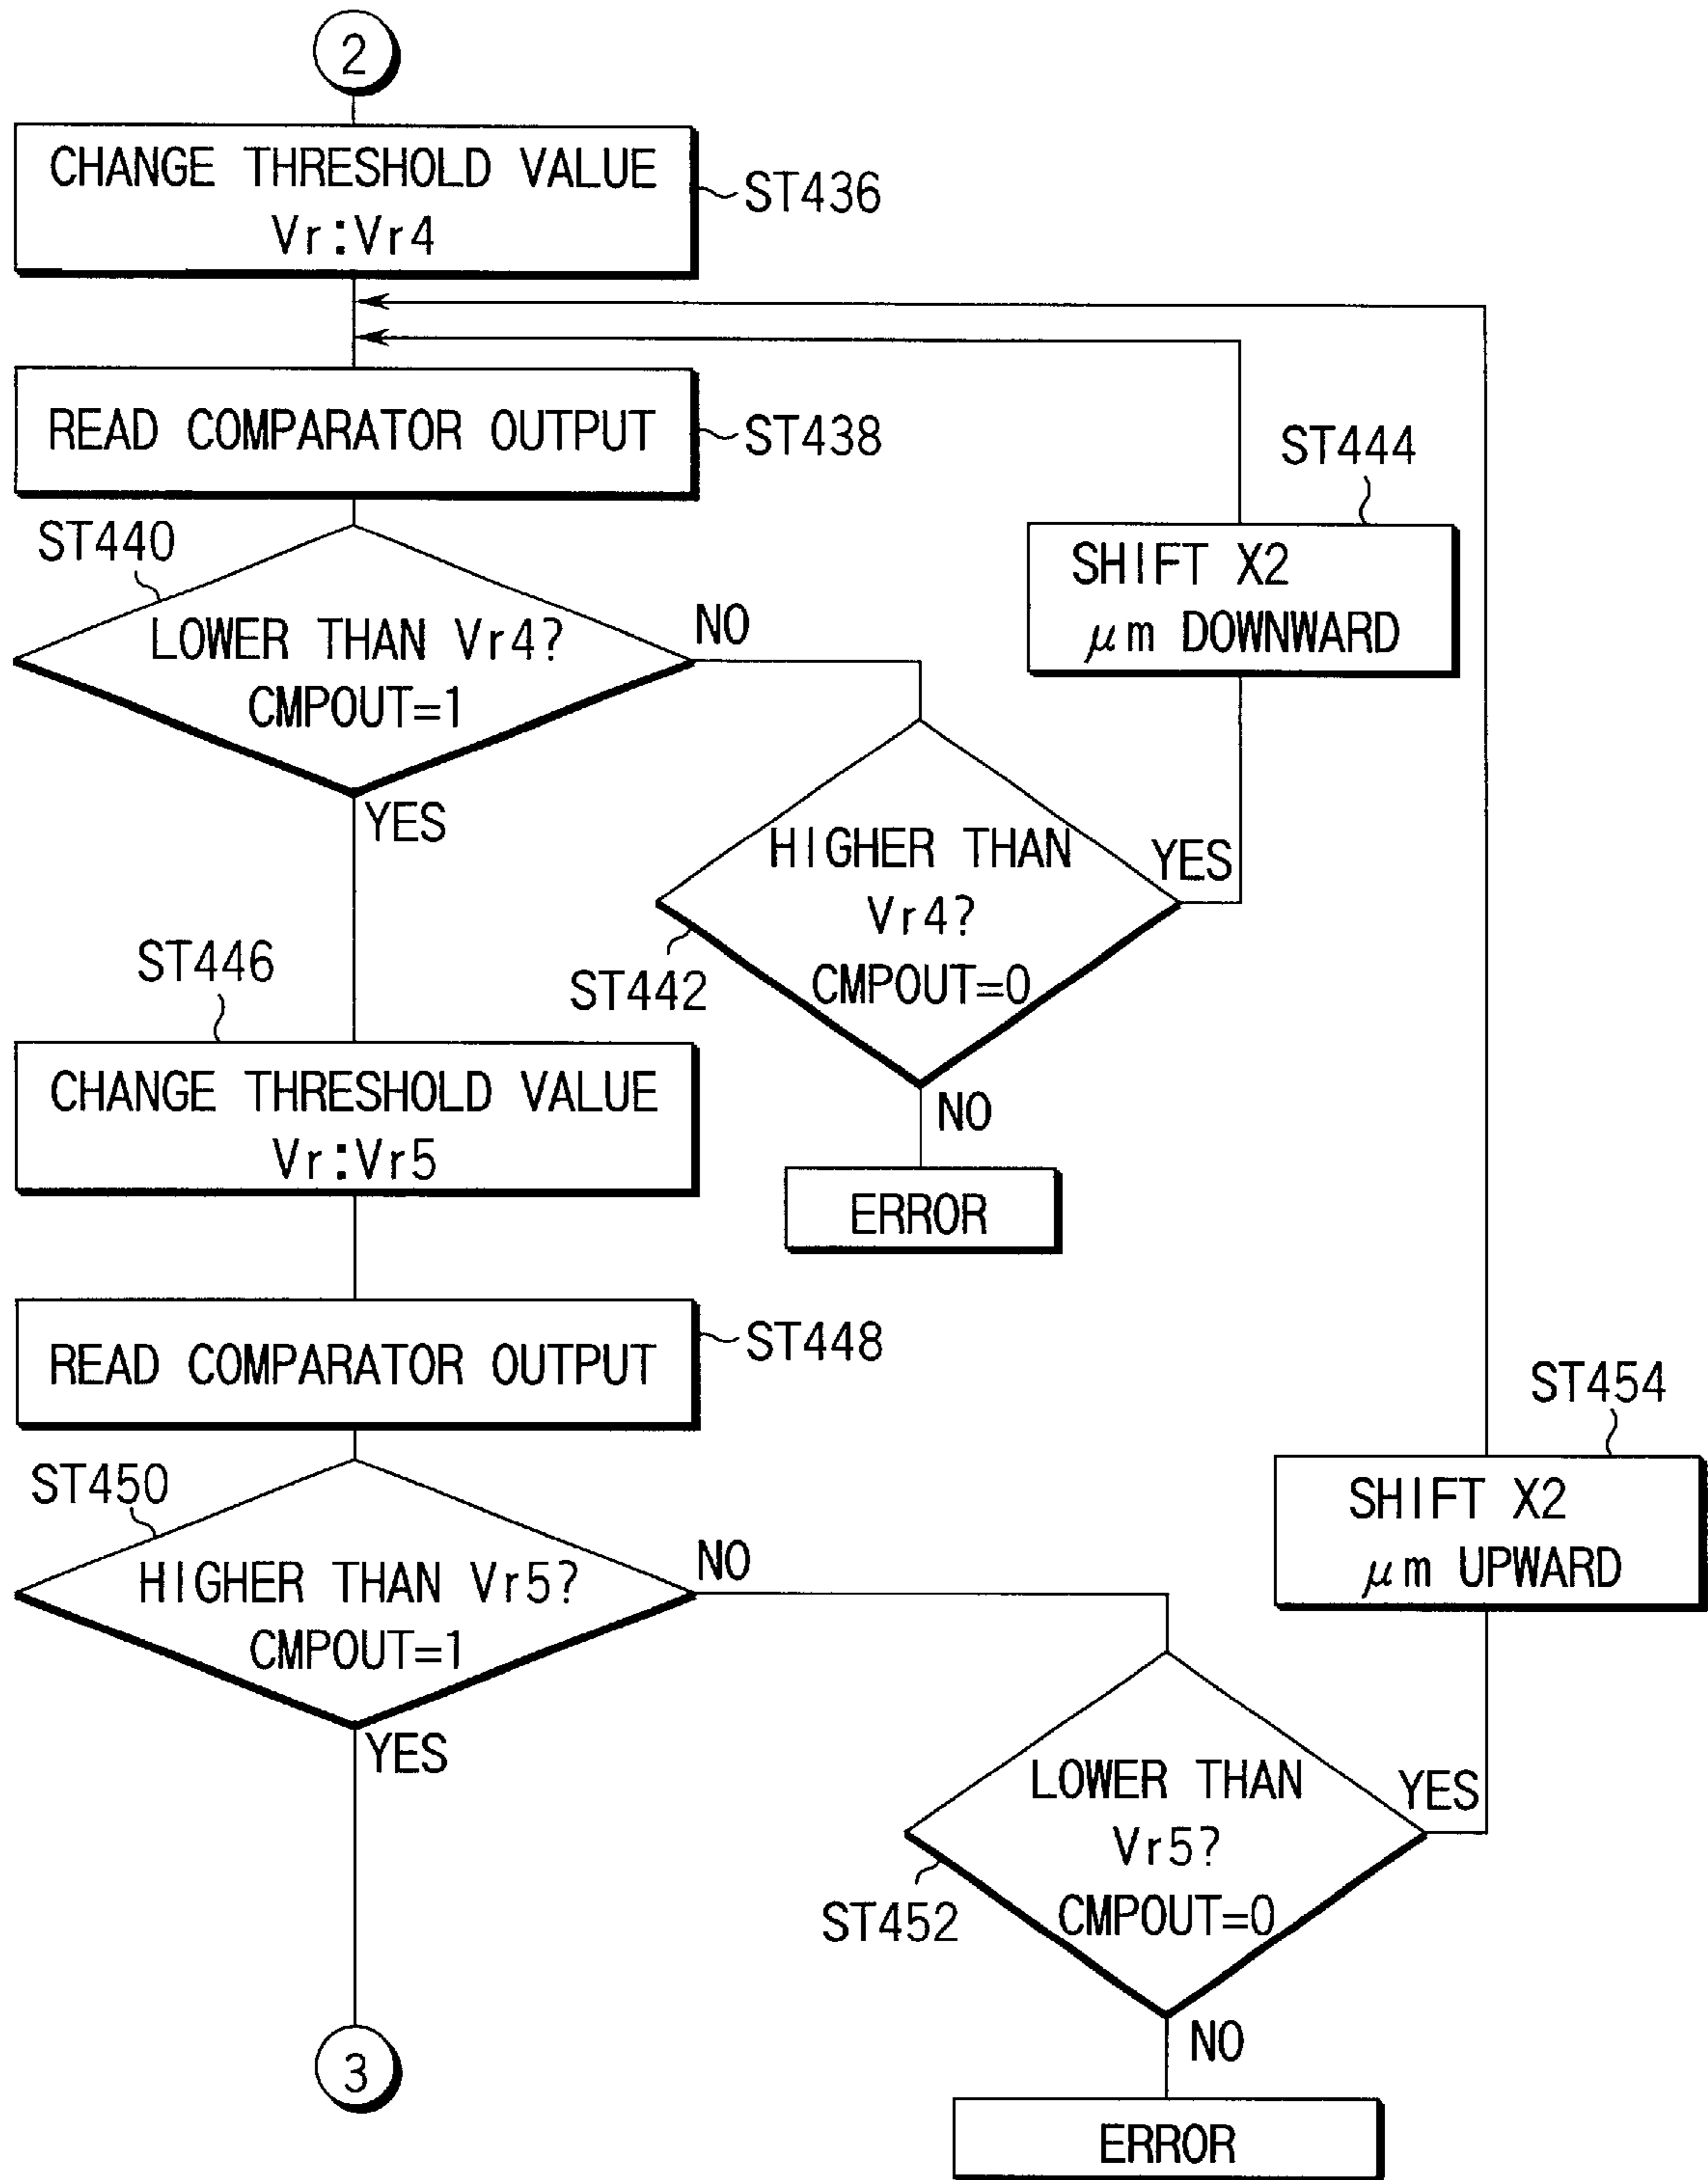 2
CHANGE THRESHOLD VALUE
Vr:Vr4
ST436
READ COMPARATOR OUTPUT
ST438
ST444
SHIFT X2
μm DOWNWARD
ST440
LOWER THAN Vr4?
CMPOUT=1
NO
YES
HIGHER THAN
Vr4?
CMPOUT=0
YES
ST442
NO
ERROR
ST446
CHANGE THRESHOLD VALUE
Vr:Vr5
READ COMPARATOR OUTPUT
ST448
ST454
SHIFT X2
μm UPWARD
ST450
HIGHER THAN Vr5?
CMPOUT=1
NO
YES
LOWER THAN
Vr5?
CMPOUT=0
YES
ST452
NO
ERROR
3